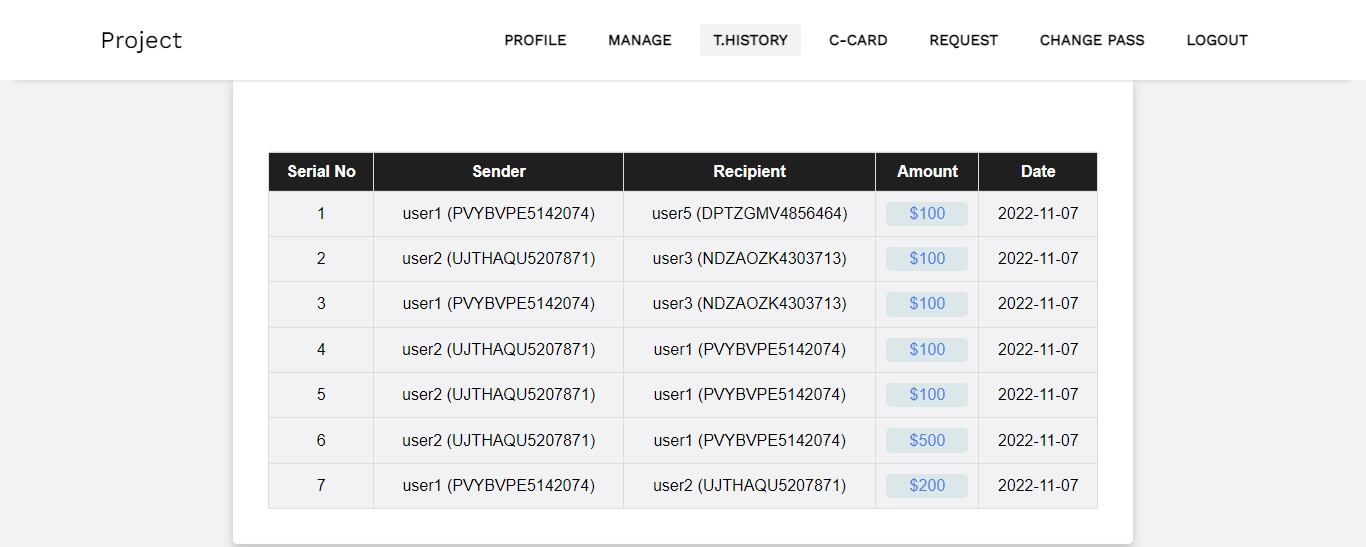 Project PROFILE MANAGE T.HISTORY C-CARD REQUEST CHANGE PASS LOGOUT
Serial No Sender Recipient Amount Date
1 user1 (PVYBVPE5142074) user5 (DPTZGMV4856464) $100 2022-11-07
2 user2 (UJTHAQU5207871) user3 (NDZAOZK4303713) $100 2022-11-07
3 user1 (PVYBVPE5142074) user3 (NDZAOZK4303713) $100 2022-11-07
4 user2 (UJTHAQU5207871) user1 (PVYBVPE5142074) $100 2022-11-07
5 user2 (UJTHAQU5207871) user1 (PVYBVPE5142074) $100 2022-11-07
6 user2 (UJTHAQU5207871) user1 (PVYBVPE5142074) $500 2022-11-07
7 user1 (PVYBVPE5142074) user2 (UJTHAQU5207871) $200 2022-11-07